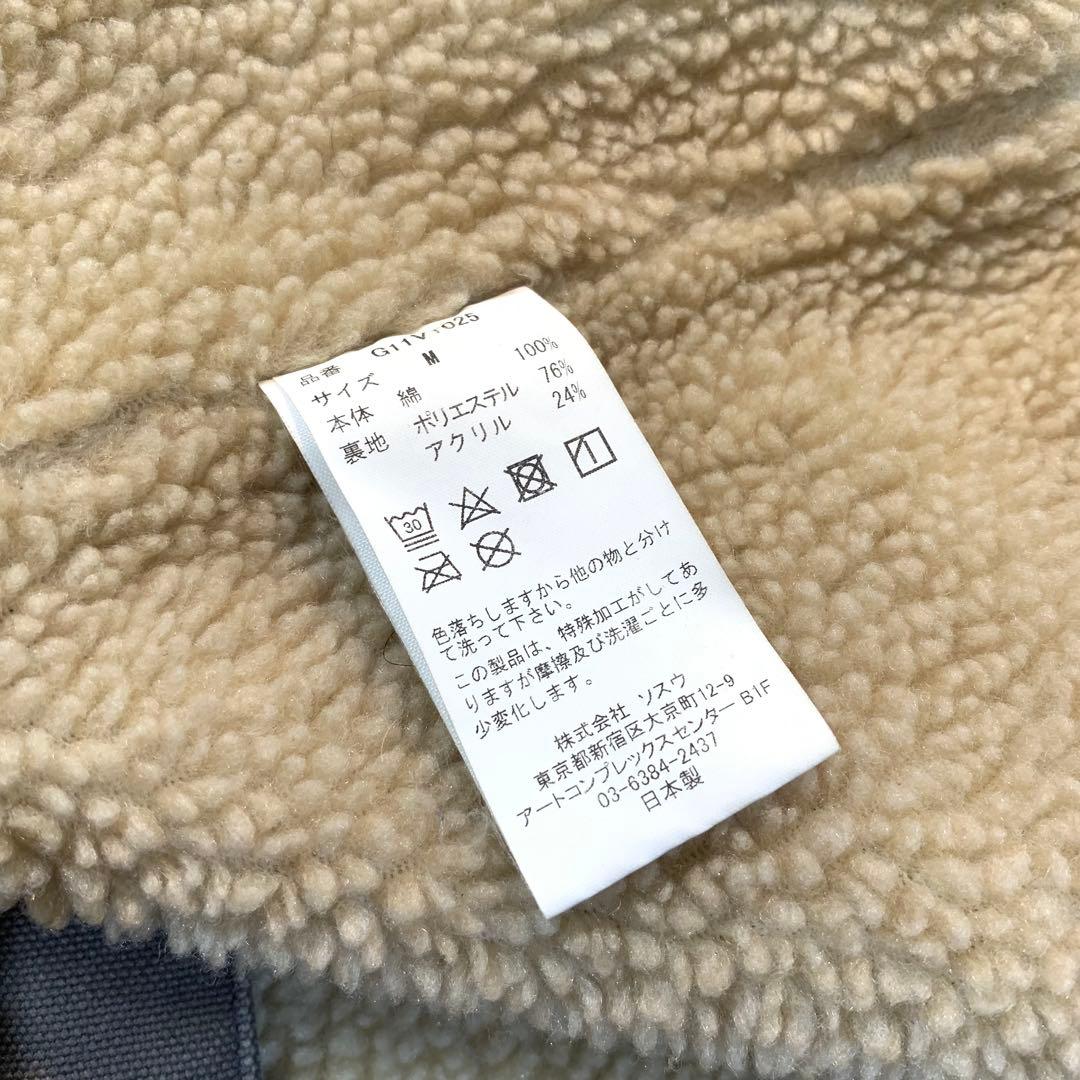 品番 G11V1025
サイズ M
本体 綿 100%
裏地 ポリエステル 76%
アクリル 24%
30
色落ちしますから他の物と分け
て洗って下さい。
この製品は、特殊加工がしてあ
りますが摩擦及び洗濯ごとに多
少変化します。
株式会社 ソスウ
東京都新宿区大京町12-9
アートコンプレックスセンター B1F
03-6384-2437
日本製